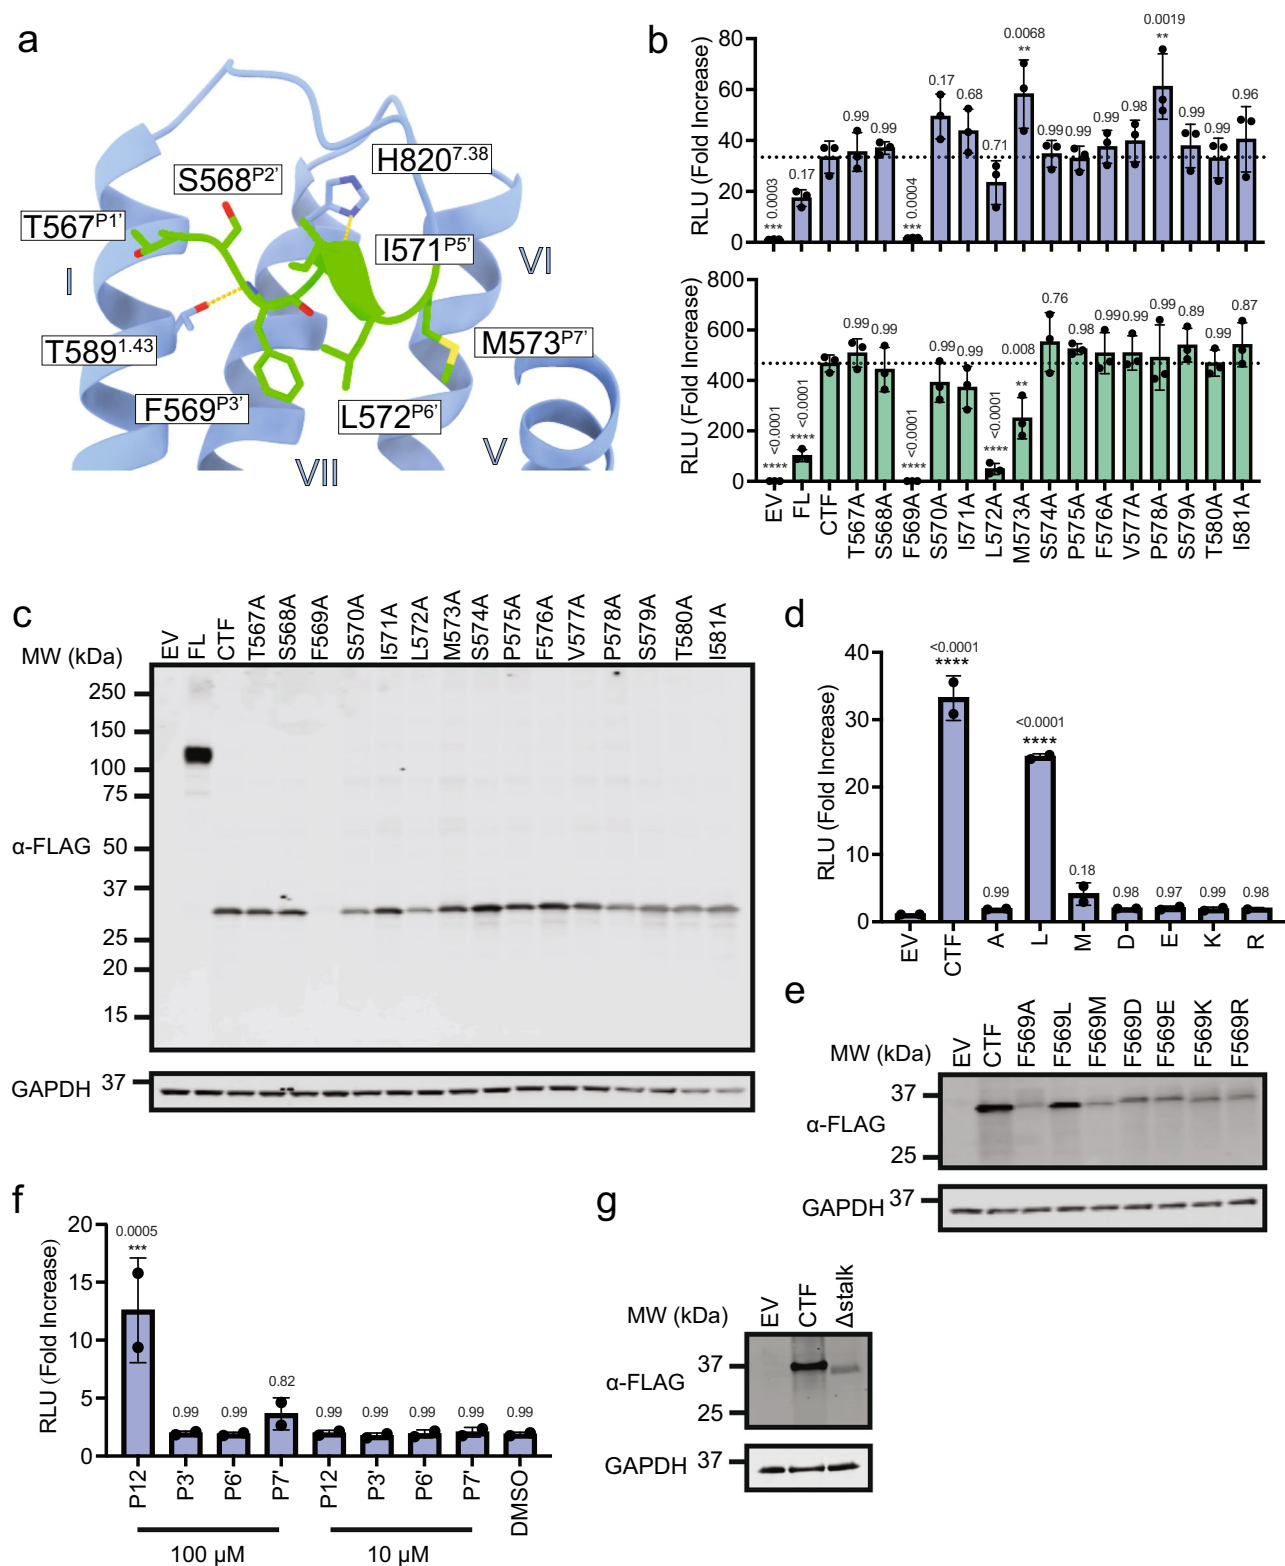 a
S568P2'
H8207.38
T567P1'
I571P5'
I
VI
T5891.43
M573P7'
F569P3'
L572P6'
VII
V
b
RLU (Fold Increase)
80
60
40
20
0
0.0003
***
0.17
0.99
0.99
0.0004
***
0.17
0.68
0.71
0.0068
**
0.99
0.99
0.99
0.98
0.0019
**
0.99
0.99
0.96
RLU (Fold Increase)
800
600
400
200
0
<0.0001
****
<0.0001
****
0.99
0.99
<0.0001
****
0.99
0.99
<0.0001
****
0.008
**
0.76
0.98
0.99
0.99
0.99
0.89
0.99
0.87
EV
FL
CTF
T567A
S568A
F569A
S570A
I571A
L572A
M573A
S574A
P575A
F576A
V577A
P578A
S579A
T580A
I581A
c
MW (kDa)
EV
FL
CTF
T567A
S568A
F569A
S570A
I571A
L572A
M573A
S574A
P575A
F576A
V577A
P578A
S579A
T580A
I581A
250
150
100
75
α-FLAG 50
37
25
20
15
GAPDH 37
d
RLU (Fold Increase)
40
30
20
10
0
<0.0001
****
0.99
<0.0001
****
0.18
0.98
0.97
0.99
0.98
EV
CTF
A
L
M
D
E
K
R
e
MW (kDa)
EV
CTF
F569A
F569L
F569M
F569D
F569E
F569K
F569R
37
α-FLAG
25
GAPDH 37
f
RLU (Fold Increase)
20
15
10
5
0
0.0005
***
0.99
0.99
0.82
0.99
0.99
0.99
0.99
0.99
P12
P3'
P6'
P7'
P12
P3'
P6'
P7'
DMSO
100 µM
10 µM
g
MW (kDa)
EV
CTF
Δstalk
37
α-FLAG
25
37
GAPDH